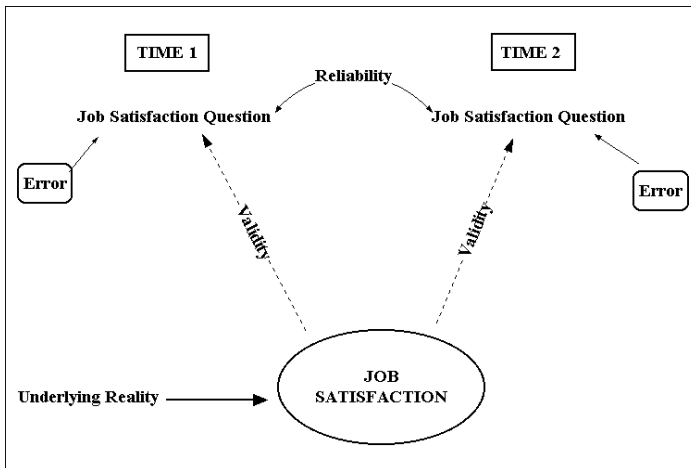 TIME 1
TIME 2
Reliability
Job Satisfaction Question
Job Satisfaction Question
Error
Error
Validity
Validity
JOB
SATISFACTION
Underlying Reality